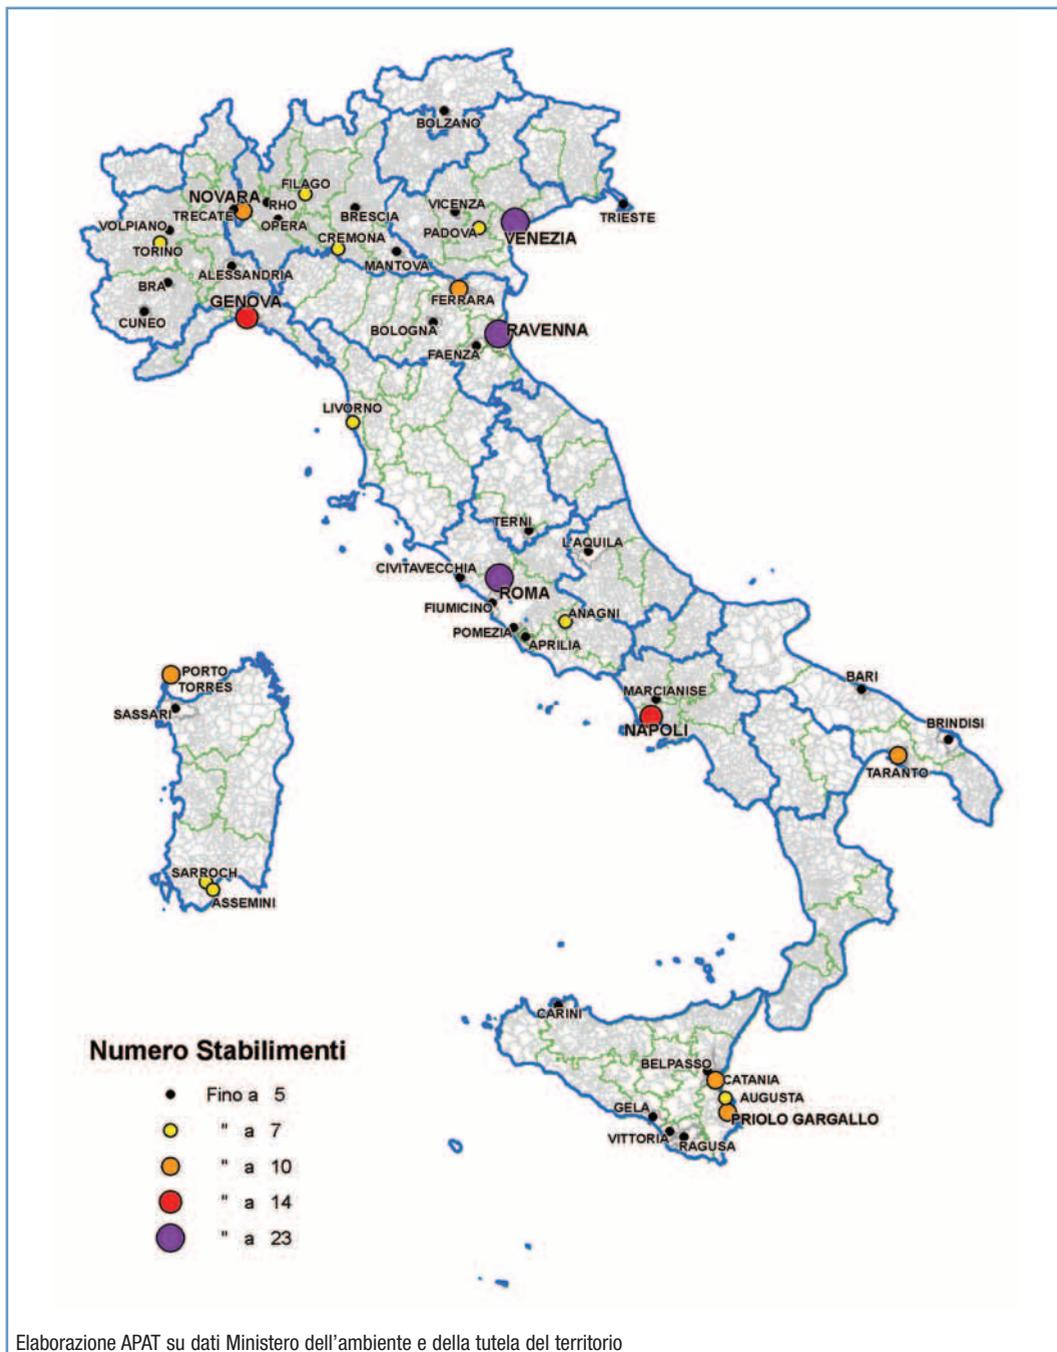 BOLZANO
FILAGO
NOVARA
RHO
TRECATE
OPERA
BRESCIA
VICENZA
TRIESTE
VOLPIANO
TORINO
CREMONA
PADOVA
VENEZIA
MANTOVA
ALESSANDRIA
BRA
GENOVA
FERRARA
CUNEO
BOLOGNA
RAVENNA
FAENZA
LIVORNO
TERNI
L'AQUILA
CIVITAVECCHIA
ROMA
FIUMICINO
ANAGNI
POMEZIA
APRILIA
PORTO
TORRES
SASSARI
MARCIANISE
NAPOLI
BARI
BRINDISI
TARANTO
SARROCH
ASSEMINI
CARINI
BELPASSO
CATANIA
AUGUSTA
GELA
PRIOLO GARGALLO
VITTORIA
RAGUSA
Numero Stabilimenti
Fino a 5
" a 7
" a 10
" a 14
" a 23
Elaborazione APAT su dati Ministero dell'ambiente e della tutela del territorio